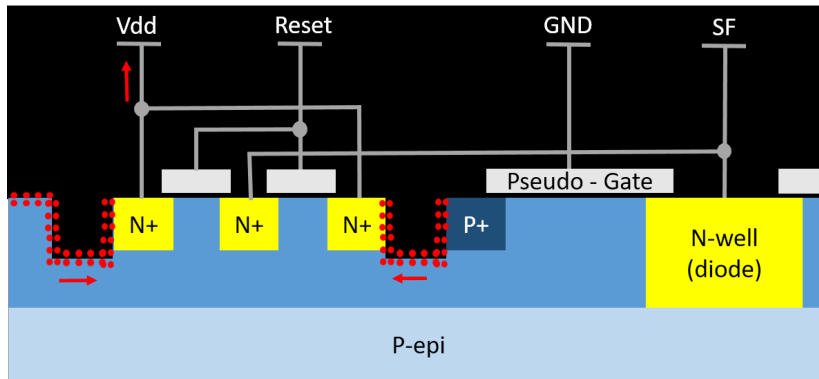 Vdd
Reset
GND
SF
Pseudo - Gate
N+
N+
N+
P+
N-well
(diode)
P-epi